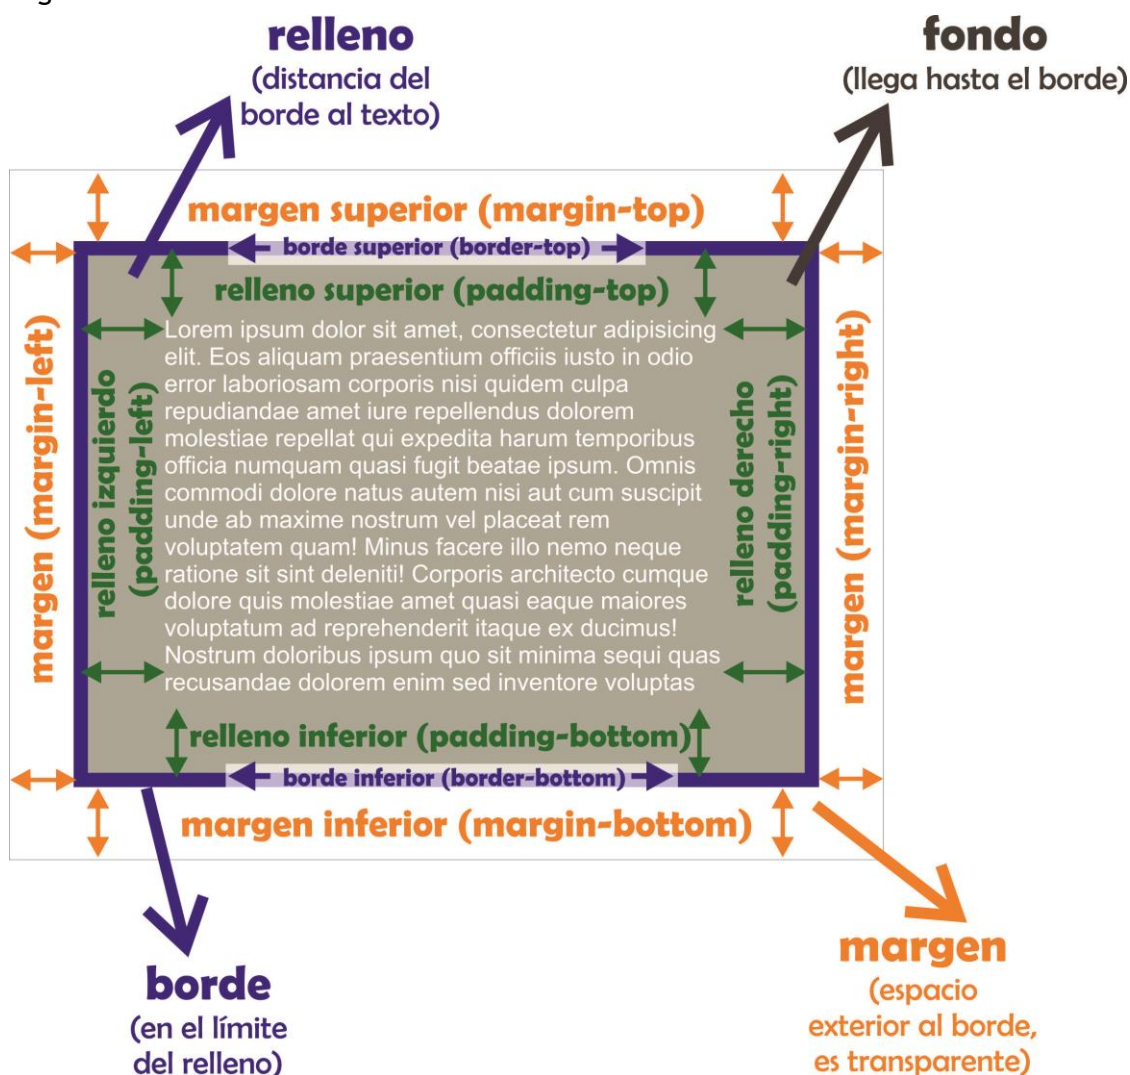 relleno
(distancia del
borde al texto)
fondo
(llega hasta el borde)
margen superior (margin-top)
borde superior (border-top)
relleno superior (padding-top)
margen (margin-left)
relleno izquierdo
(padding-left)
Lorem ipsum dolor sit amet, consectetur adipisicing
elit. Eos aliquam praesentium officiis iusto in odio
error laboriosam corporis nisi quidem culpa
repudiandae amet iure repellendus dolorem
molestiae repellat qui expedita harum temporibus
officia numquam quasi fugit beatae ipsum. Omnis
commodi dolore natus autem nisi aut cum suscipit
unde ab maxime nostrum vel placeat rem
voluptatem quam! Minus facere illo nemo neque
ratione sit sint deleniti! Corporis architecto cumque
dolore quis molestiae amet quasi eaque maiores
voluptatum ad reprehenderit itaque ex ducimus!
Nostrum doloribus ipsum quo sit minima sequi quas
recusandae dolorem enim sed inventore voluptas
relleno derecho
(padding-right)
margen (margin-right)
relleno inferior (padding-bottom)
borde inferior (border-bottom)
margen inferior (margin-bottom)
borde
(en el límite
del relleno)
margen
(espacio
exterior al borde,
es transparente)